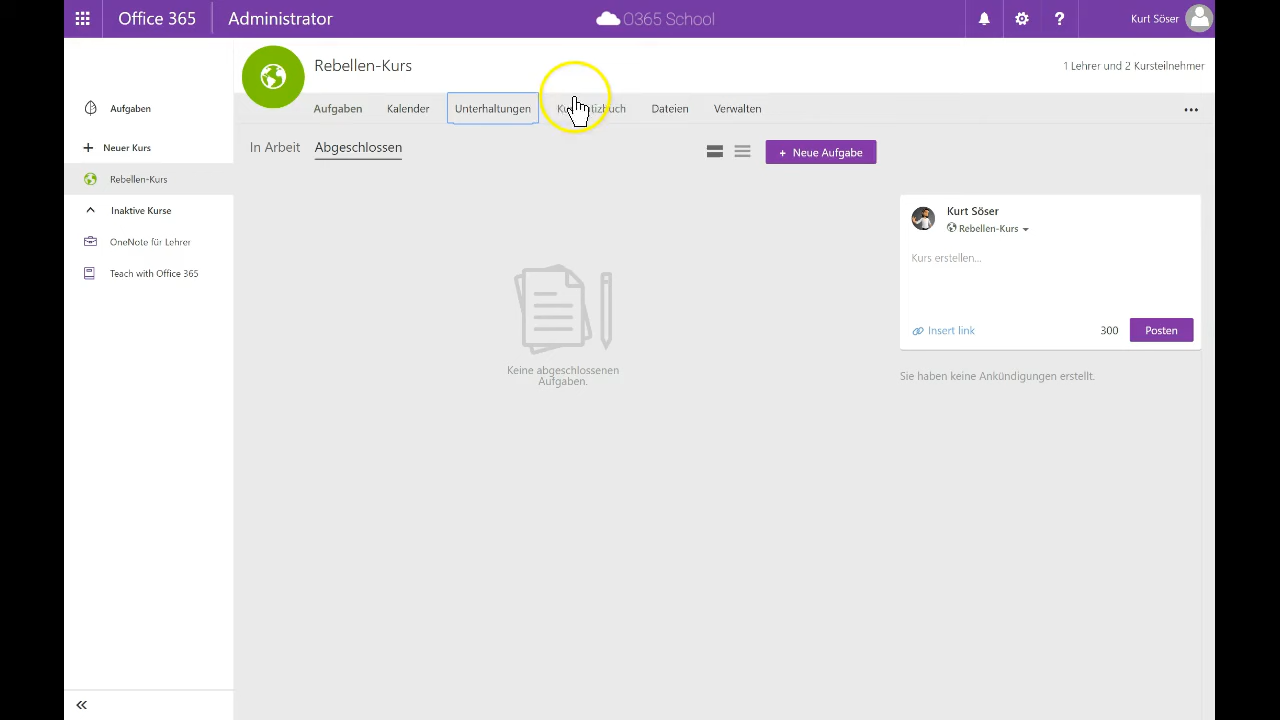 Office 365
Administrator
O365 School
Kurt Söser
Rebellen-Kurs
1 Lehrer und 2 Kursteilnehmer
Aufgaben
Aufgaben
Kalender
Unterhaltungen
Dateien
Verwalten
Neuer Kurs
Rebellen-Kurs
Inaktive Kurse
OneNote für Lehrer
Teach with Office 365
In Arbeit
Abgeschlossen
+ Neue Aufgabe
Keine abgeschlossenen
Aufgaben.
Kurt Söser
Rebellen-Kurs
Kurs erstellen...
Insert link
300
Posten
Sie haben keine Ankündigungen erstellt.